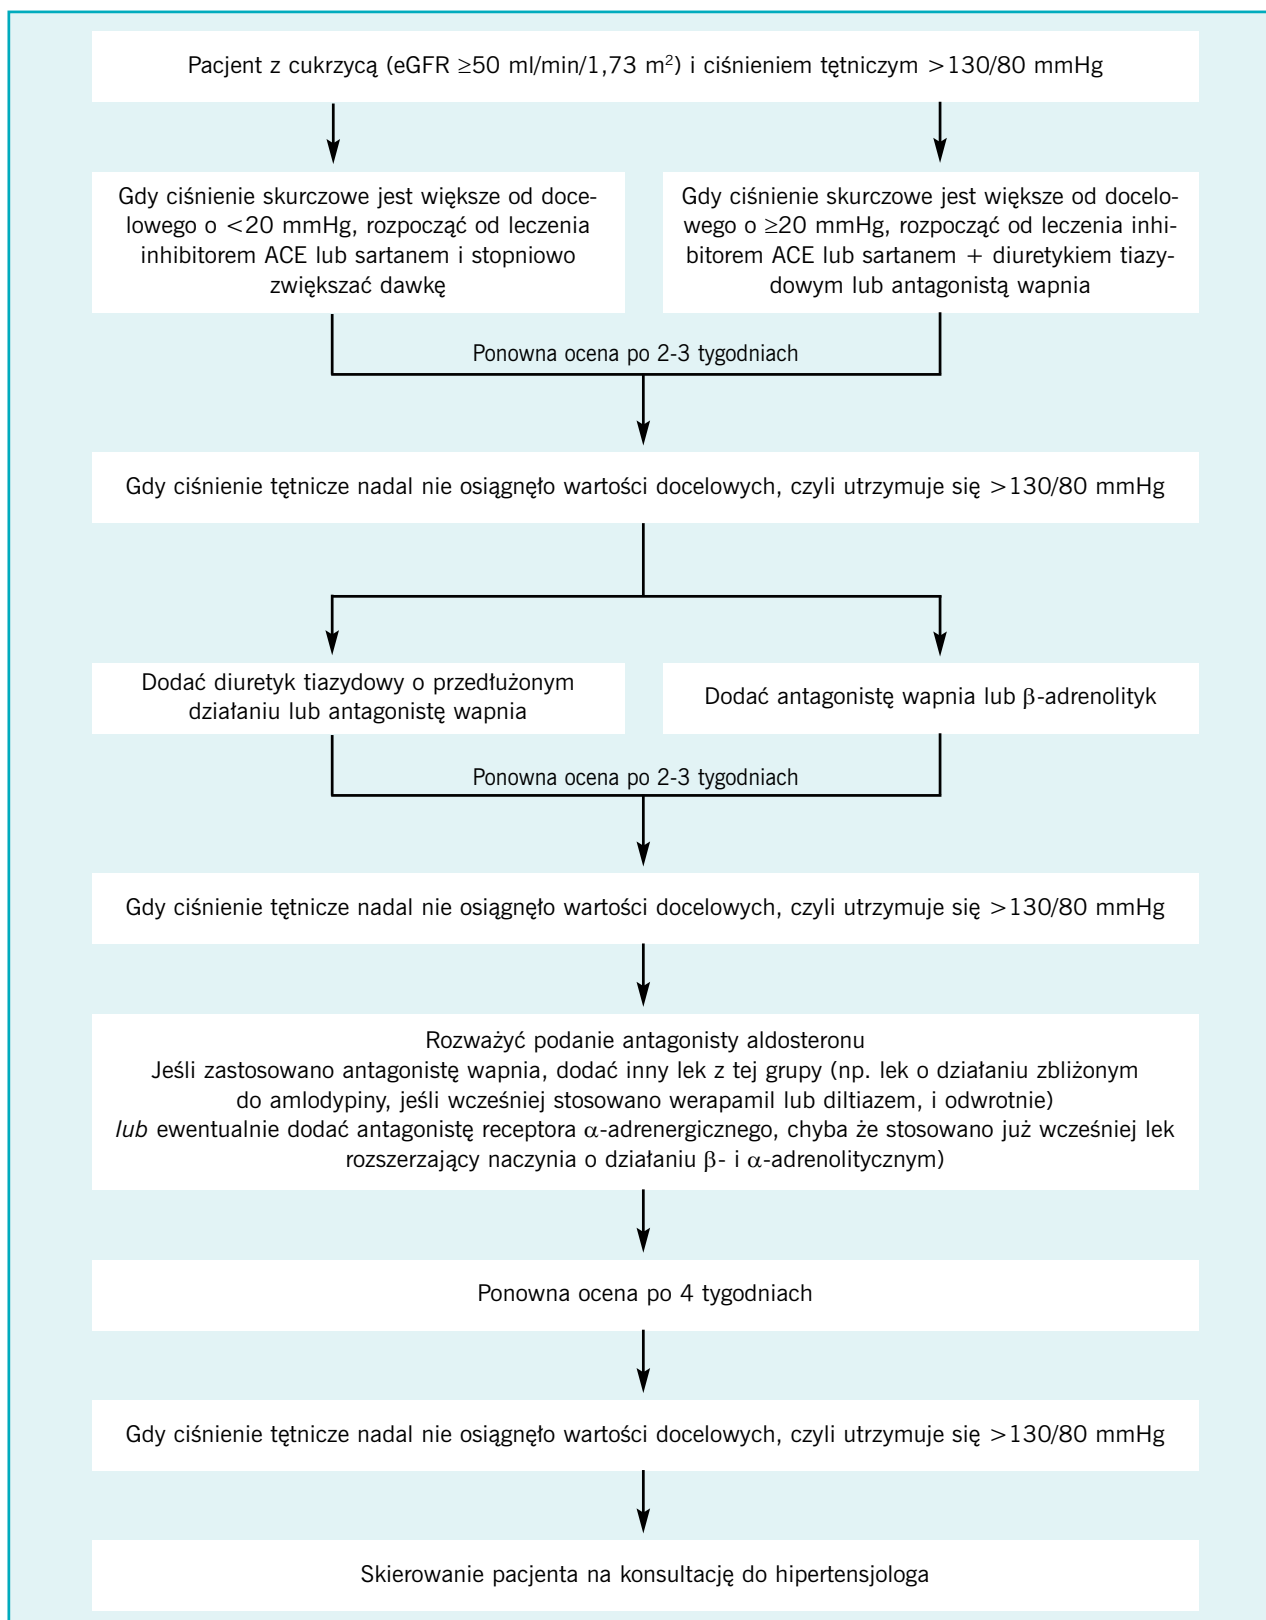 Pacjent z cukrzycą (eGFR ≥50 ml/min/1,73 m²) i ciśnieniem tętniczym >130/80 mmHg
Gdy ciśnienie skurczowe jest większe od doce-
lowego o <20 mmHg, rozpocząć od leczenia
inhibitorem ACE lub sartanem i stopniowo
zwiększać dawkę
Gdy ciśnienie skurczowe jest większe od docelo-
wego o ≥20 mmHg, rozpocząć od leczenia inhi-
bitorem ACE lub sartanem + diuretykiem tiazy-
dowym lub antagonistą wapnia
Ponowna ocena po 2-3 tygodniach
Gdy ciśnienie tętnicze nadal nie osiągnęło wartości docelowych, czyli utrzymuje się >130/80 mmHg
Dodać diuretyk tiazydowy o przedłużonym
działaniu lub antagonistę wapnia
Dodać antagonistę wapnia lub β-adrenolityk
Ponowna ocena po 2-3 tygodniach
Gdy ciśnienie tętnicze nadal nie osiągnęło wartości docelowych, czyli utrzymuje się >130/80 mmHg
Rozważyć podanie antagonisty aldosteronu
Jeśli zastosowano antagonistę wapnia, dodać inny lek z tej grupy (np. lek o działaniu zbliżonym
do amlodypiny, jeśli wcześniej stosowano werapamil lub diltiazem, i odwrotnie)
lub ewentualnie dodać antagonistę receptora α-adrenergicznego, chyba że stosowano już wcześniej lek
rozszerzający naczynia o działaniu β- i α-adrenolitycznym)
Ponowna ocena po 4 tygodniach
Gdy ciśnienie tętnicze nadal nie osiągnęło wartości docelowych, czyli utrzymuje się >130/80 mmHg
Skierowanie pacjenta na konsultację do hipertensjologa